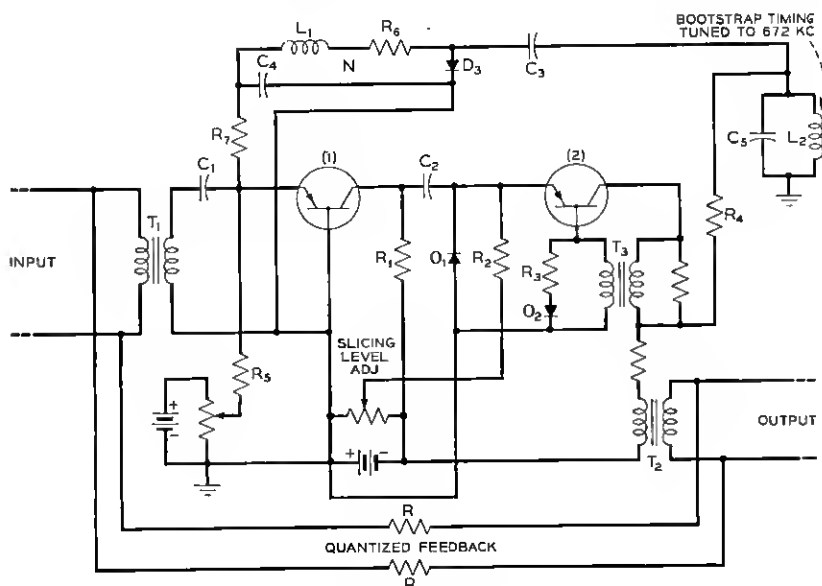 BOOTSTRAP TIMING
TUNED TO 672 KC
L1
R6
C4
N
D3
C3
R7
C5
L2
C1
(1)
C2
(2)
T1
R4
INPUT
R1
O1
R2
R3
T3
O2
SLICING
LEVEL
ADJ
R5
+
-
+
-
T2
OUTPUT
R
QUANTIZED FEEDBACK
R